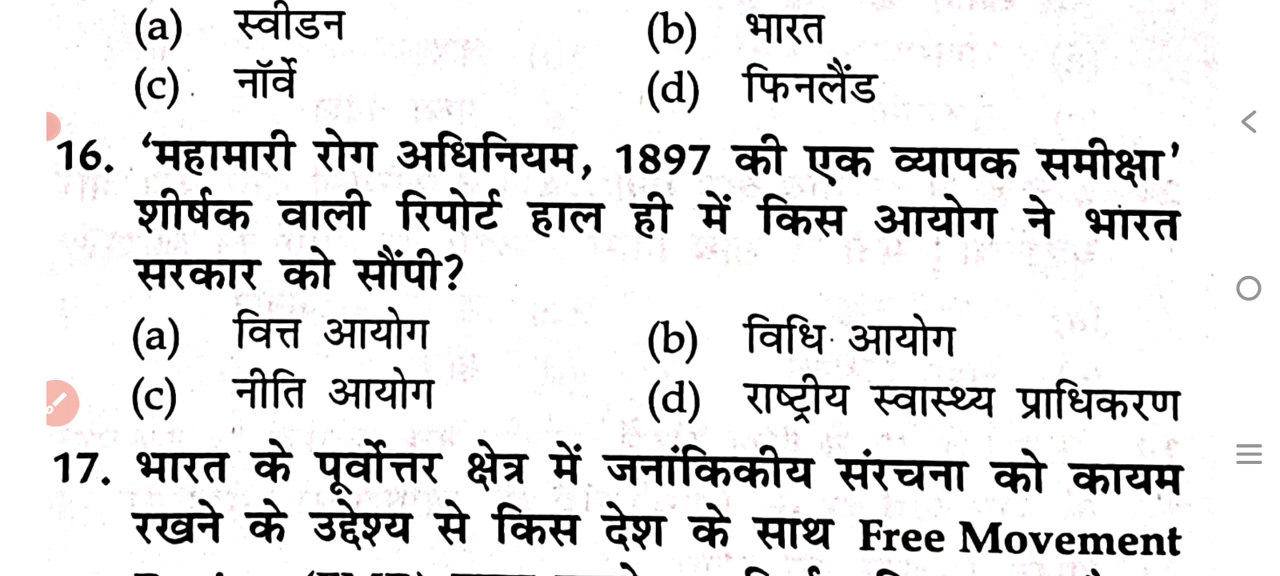 (a) स्वीडन (b) भारत
(c) नॉर्वे (d) फिनलैंड
16. ‘महामारी रोग अधिनियम, 1897 की एक व्यापक समीक्षा’
शीर्षक वाली रिपोर्ट हाल ही में किस आयोग ने भारत
सरकार को सौंपी?
(a) वित्त आयोग (b) विधि आयोग
(c) नीति आयोग (d) राष्ट्रीय स्वास्थ्य प्राधिकरण
17. भारत के पूर्वोत्तर क्षेत्र में जनांकिकीय संरचना को कायम
रखने के उद्देश्य से किस देश के साथ Free Movement